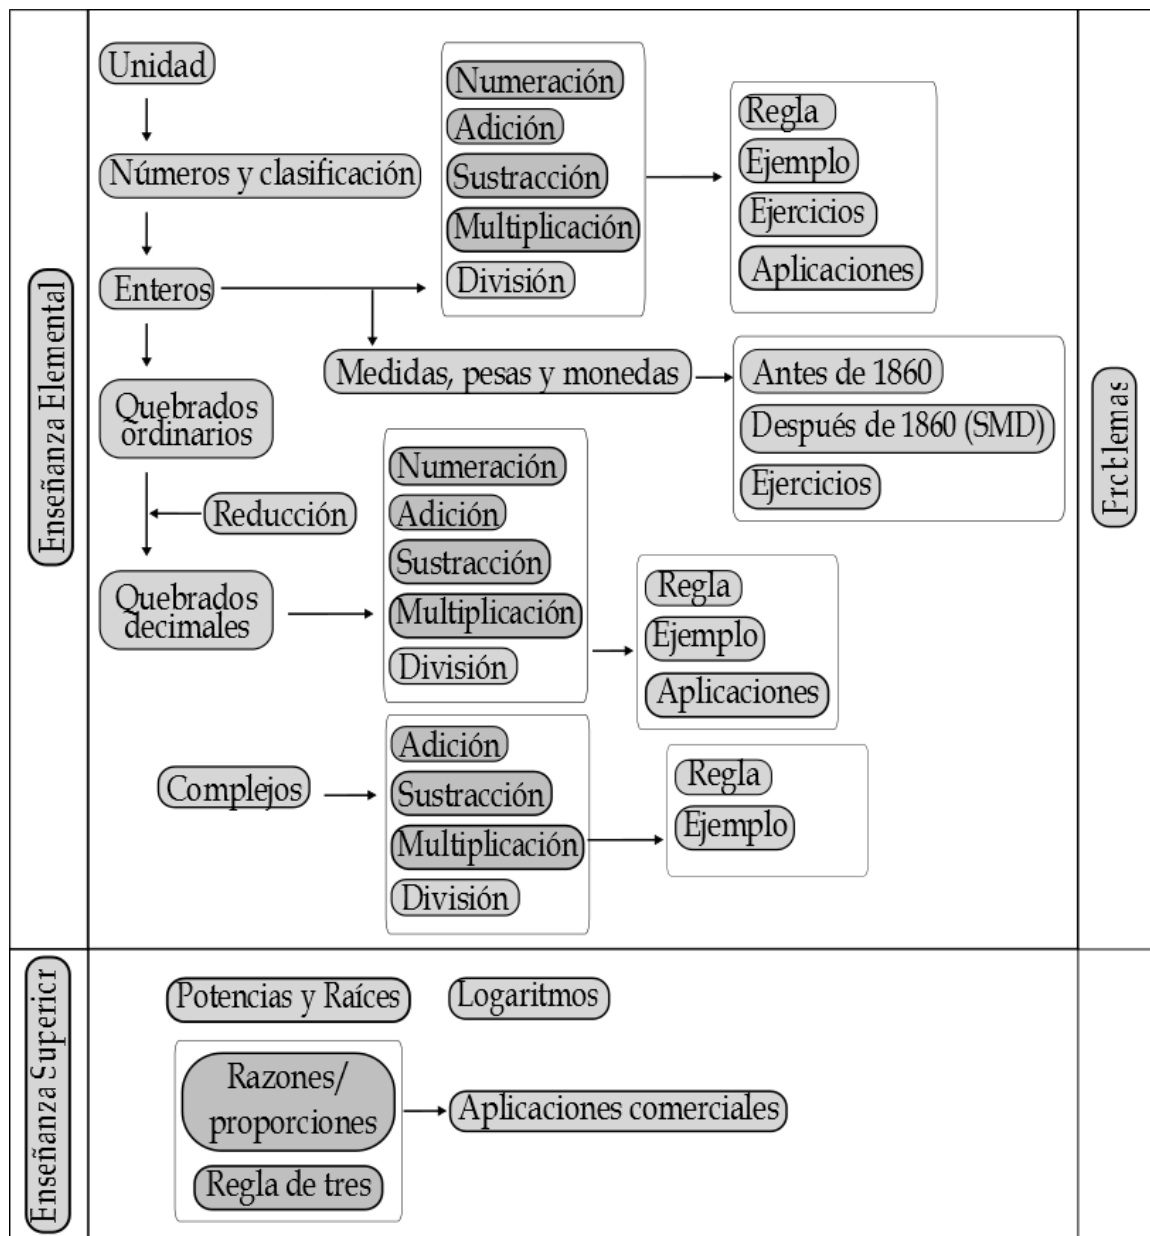 Enseñanza Elemental
Unidad
Números y clasificación
Enteros
Quebrados
ordinarios
Reducción
Quebrados
decimales
Complejos
Numeración
Adición
Sustracción
Multiplicación
División
Regla
Ejemplo
Ejercicios
Aplicaciones
Medidas, pesas y monedas
Antes de 1860
Después de 1860 (SMD)
Ejercicios
Numeración
Adición
Sustracción
Multiplicación
División
Regla
Ejemplo
Aplicaciones
Adición
Sustracción
Multiplicación
División
Regla
Ejemplo
Problemas
Enseñanza Superior
Potencias y Raíces
Logaritmos
Razones/
proporciones
Regla de tres
Aplicaciones comerciales